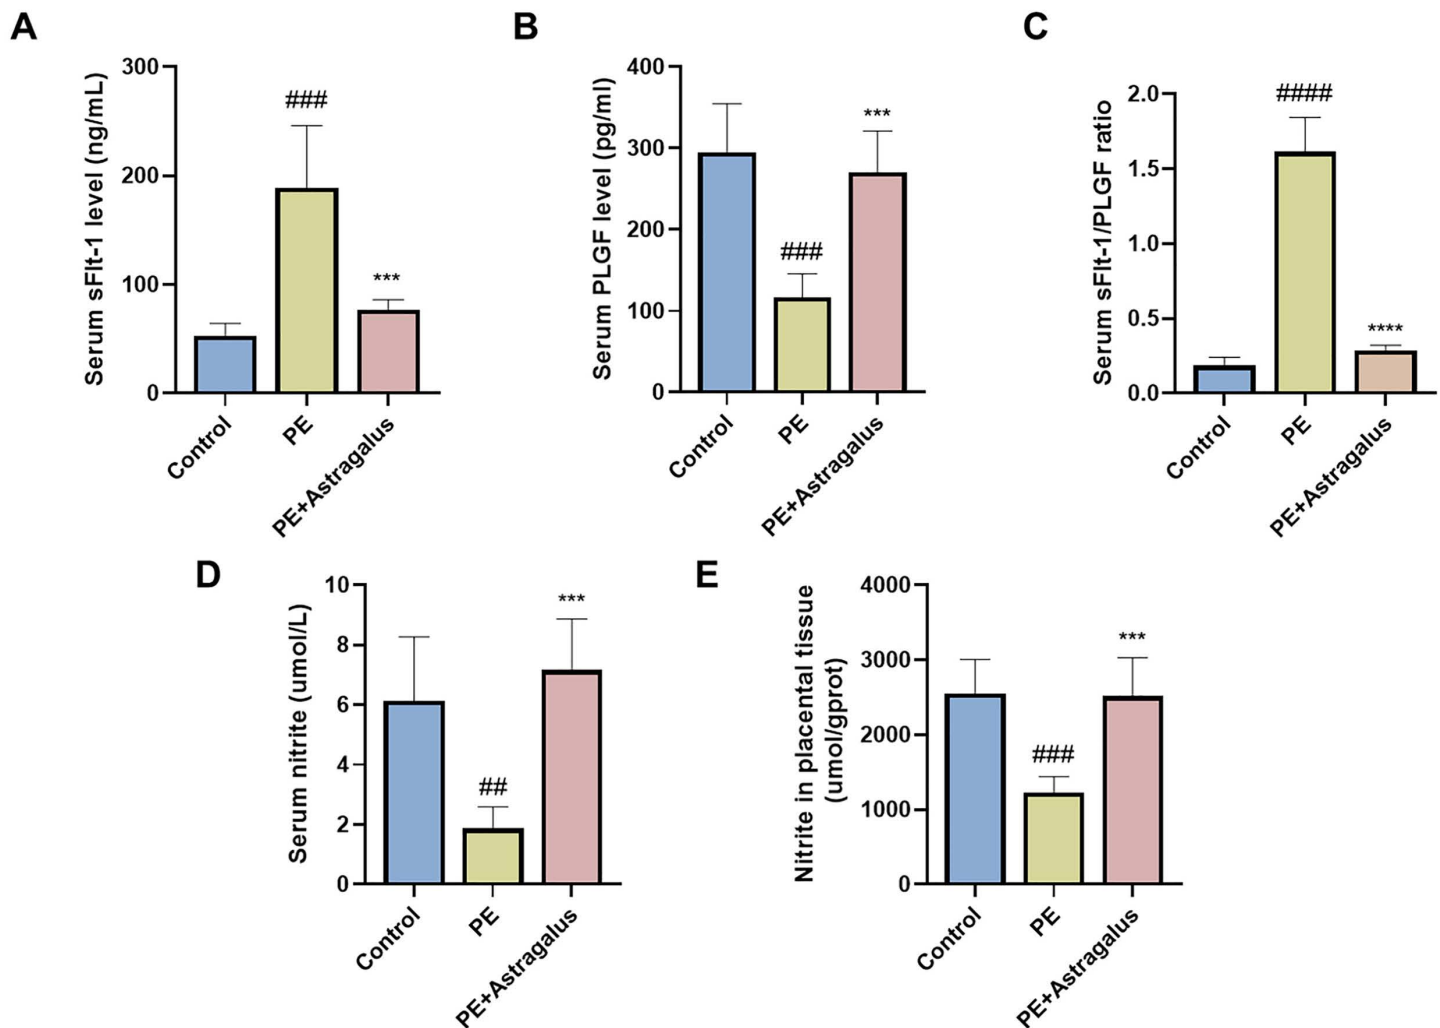 A
Serum sFlt-1 level (ng/mL)
300
200
100
0
###
***
Control
PE
PE+Astragalus
B
Serum PLGF level (pg/ml)
400
300
200
100
0
###
***
Control
PE
PE+Astragalus
C
Serum sFlt-1/PLGF ratio
2.0
1.5
1.0
0.5
0.0
####
****
Control
PE
PE+Astragalus
D
Serum nitrite (umol/L)
10
8
6
4
2
0
##
***
Control
PE
PE+Astragalus
E
Nitrite in placental tissue
(umol/gprot)
4000
3000
2000
1000
0
###
***
Control
PE
PE+Astragalus